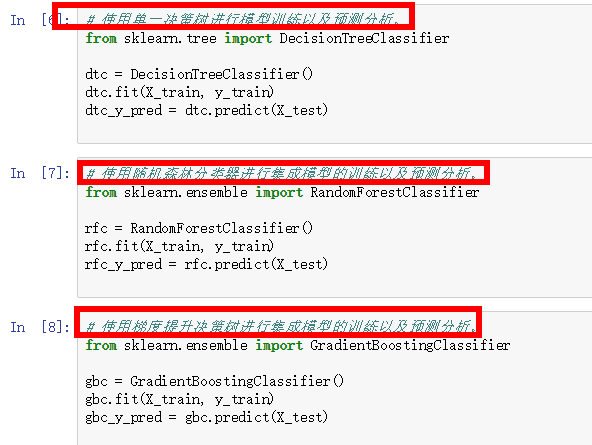 In [6]: # 使用单一决策树进行模型训练以及预测分析。
from sklearn.tree import DecisionTreeClassifier
dtc = DecisionTreeClassifier()
dtc.fit(X_train, y_train)
dtc_y_pred = dtc.predict(X_test)
In [7]: # 使用随机森林分类器进行集成模型的训练以及预测分析。
from sklearn.ensemble import RandomForestClassifier
rfc = RandomForestClassifier()
rfc.fit(X_train, y_train)
rfc_y_pred = rfc.predict(X_test)
In [8]: # 使用梯度提升决策树进行集成模型的训练以及预测分析。
from sklearn.ensemble import GradientBoostingClassifier
gbc = GradientBoostingClassifier()
gbc.fit(X_train, y_train)
gbc_y_pred = gbc.predict(X_test)